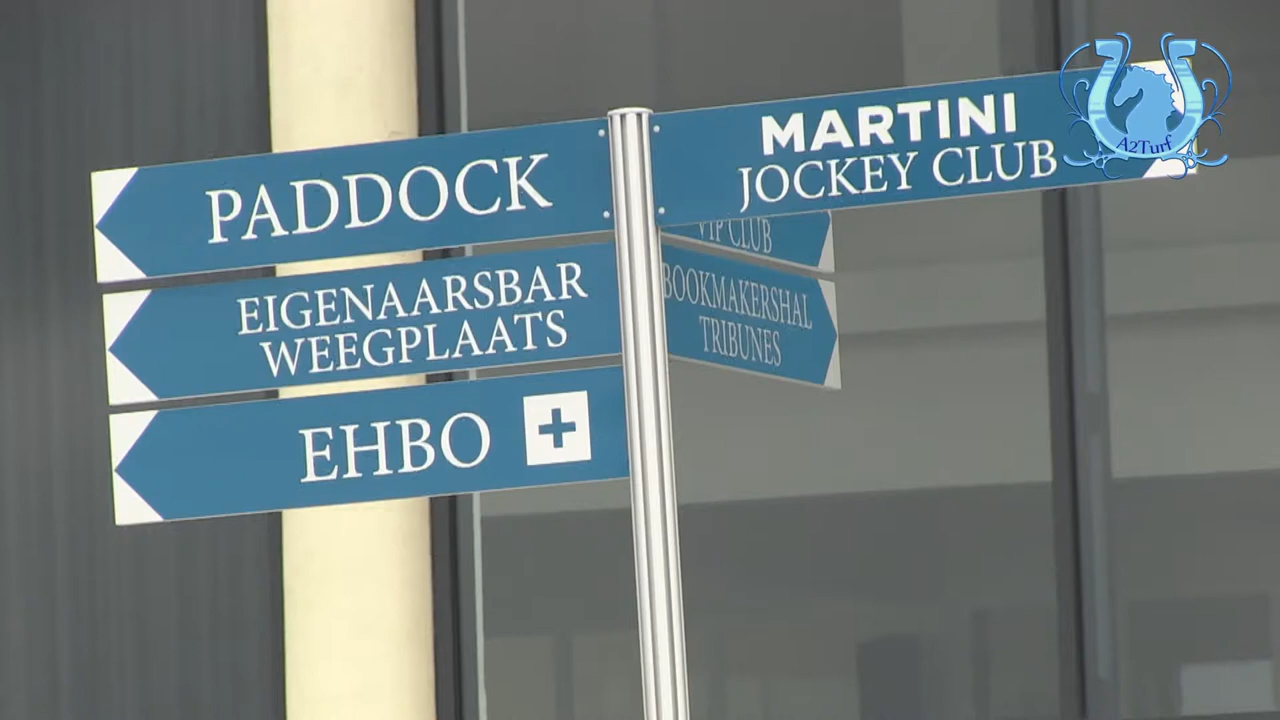 PADDOCK
EIGENAARSBAR
WEEGPLAATS
EHBO
MARTINI
JOCKEY CLUB
VIP CLUB
BOOKMAKERSHAL
TRIBUNES
A2Turf